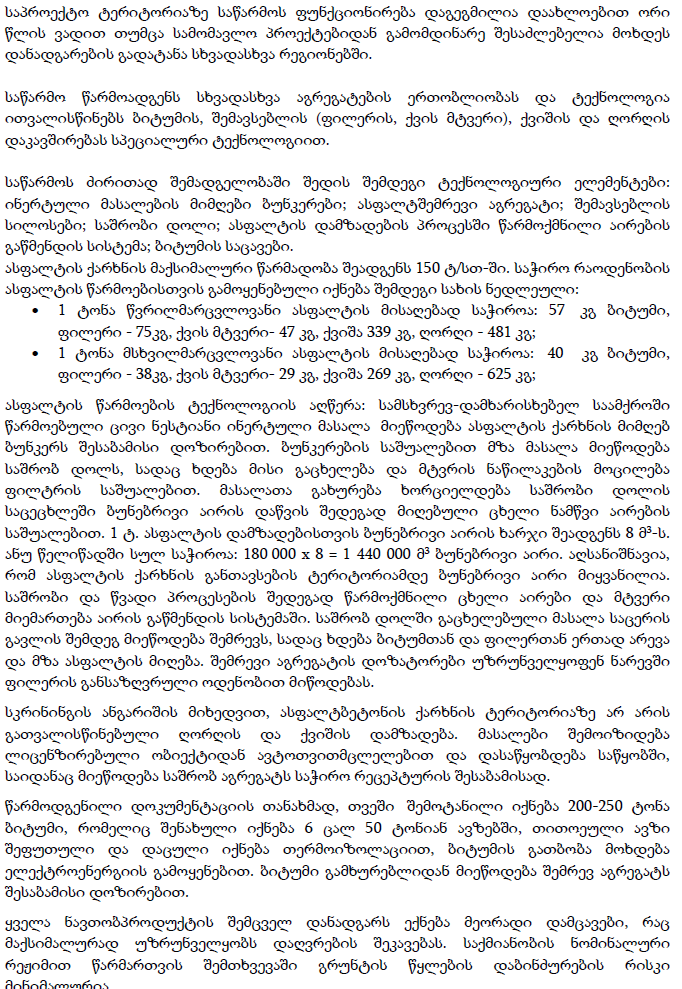 საპროექტო ტერიტორიაზე საწარმოს ფუნქციონირება დაგეგმილია დაახლოებით ორი
წლის ვადით თუმცა სამომავლო პროექტებიდან გამომდინარე შესაძლებელია მოხდეს
დანადგარების გადატანა სხვადასხვა რეგიონებში.
საწარმო წარმოადგენს სხვადასხვა აგრეგატების ერთობლიობას და ტექნოლოგია
ითვალისწინებს ბიტუმის, შემავსებლის (ფილერის, ქვის მტვერი), ქვიშის და ღორღის
დაკავშირებას სპეციალური ტექნოლოგიით.
საწარმოს ძირითად შემადგელობაში შედის შემდეგი ტექნოლოგიური ელემენტები:
ინერტული მასალების მიმღები ბუნკერები; ასფალტშემრევი აგრეგატი; შემავსებლის
სილოსები; საშრობი დოლი; ასფალტის დამზადების პროცესში წარმოქმნილი აირების
გაწმენდის სისტემა; ბიტუმის საცავები.
ასფალტის ქარხნის მაქსიმალური წარმადობა შეადგენს 150 ტ/სთ-ში. საჭირო რაოდენობის
ასფალტის წარმოებისთვის გამოყენებული იქნება შემდეგი სახის ნედლეული:
• 1 ტონა წვრილმარცვლოვანი ასფალტის მისაღებად საჭიროა: 57 კგ ბიტუმი,
ფილერი - 75კგ, ქვის მტვერი- 47 კგ, ქვიშა 339 კგ, ღორღი - 481 კგ;
• 1 ტონა მსხვილმარცვლოვანი ასფალტის მისაღებად საჭიროა: 40 კგ ბიტუმი,
ფილერი - 38კგ, ქვის მტვერი- 29 კგ, ქვიშა 269 კგ, ღორღი - 625 კგ;
ასფალტის წარმოების ტექნოლოგიის აღწერა: სამსხვრევ-დამხარისხებელ საამქროში
წარმოებული ცივი ნესტიანი ინერტული მასალა მიეწოდება ასფალტის ქარხნის მიმღებ
ბუნკერს შესაბამისი დოზირებით. ბუნკერების საშუალებით მზა მასალა მიეწოდება
საშრობ დოლს, სადაც ხდება მისი გაცხელება და მტვრის ნაწილაკების მოცილება
ფილტრის საშუალებით. მასალათა გახურება ხორციელდება საშრობი დოლის
საცეცხლეში ბუნებრივი აირის დაწვის შედეგად მიღებული ცხელი ნამწვი აირების
საშუალებით. 1 ტ. ასფალტის დამზადებისთვის ბუნებრივი აირის ხარჯი შეადგენს 8 მ³-ს.
ანუ წელიწადში სულ საჭიროა: 180 000 x 8 = 1 440 000 მ³ ბუნებრივი აირი. აღსანიშნავია,
რომ ასფალტის ქარხნის განთავსების ტერიტორიამდე ბუნებრივი აირი მიყვანილია.
საშრობი და წვადი პროცესების შედეგად წარმოქმნილი ცხელი აირები და მტვერი
მიემართება აირის გაწმენდის სისტემაში. საშრობ დოლში გაცხელებული მასალა საცერის
გავლის შემდეგ მიეწოდება შემრევს, სადაც ხდება ბიტუმთან და ფილერთან ერთად არევა
და მზა ასფალტის მიღება. შემრევი აგრეგატის დოზატორები უზრუნველყოფენ ნარევში
ფილერის განსაზღვრული ოდენობით მიწოდებას.
სკრინინგის ანგარიშის მიხედვით, ასფალტბეტონის ქარხნის ტერიტორიაზე არ არის
გათვალისწინებული ღორღის და ქვიშის დამზადება. მასალები შემოიზიდება
ლიცენზირებული ობიექტიდან ავტოთვითმცლელებით და დასაწყობდება საწყობში,
საიდანაც მიეწოდება საშრობ აგრეგატს საჭირო რეცეპტურის შესაბამისად.
წარმოდგენილი დოკუმენტაციის თანახმად, თვეში შემოტანილი იქნება 200-250 ტონა
ბიტუმი, რომელიც შენახული იქნება 6 ცალ 50 ტონიან ავზებში, თითოეული ავზი
შეფუთული და დაცული იქნება თერმოიზოლაციით, ბიტუმის გათბობა მოხდება
ელექტროენერგიის გამოყენებით. ბიტუმი გამხურებლიდან მიეწოდება შემრევ აგრეგატს
შესაბამისი დოზირებით.
ყველა ნავთობპროდუქტის შემცველ დანადგარს ექნება მეორადი დამცავები, რაც
მაქსიმალურად უზრუნველყობს დაღვრების შეკავებას. საქმიანობის ნომინალური
რეჟიმით წარმართვის შემთხვევაში გრუნტის წყლების დაბინძურების რისკი
მინიმალურია.